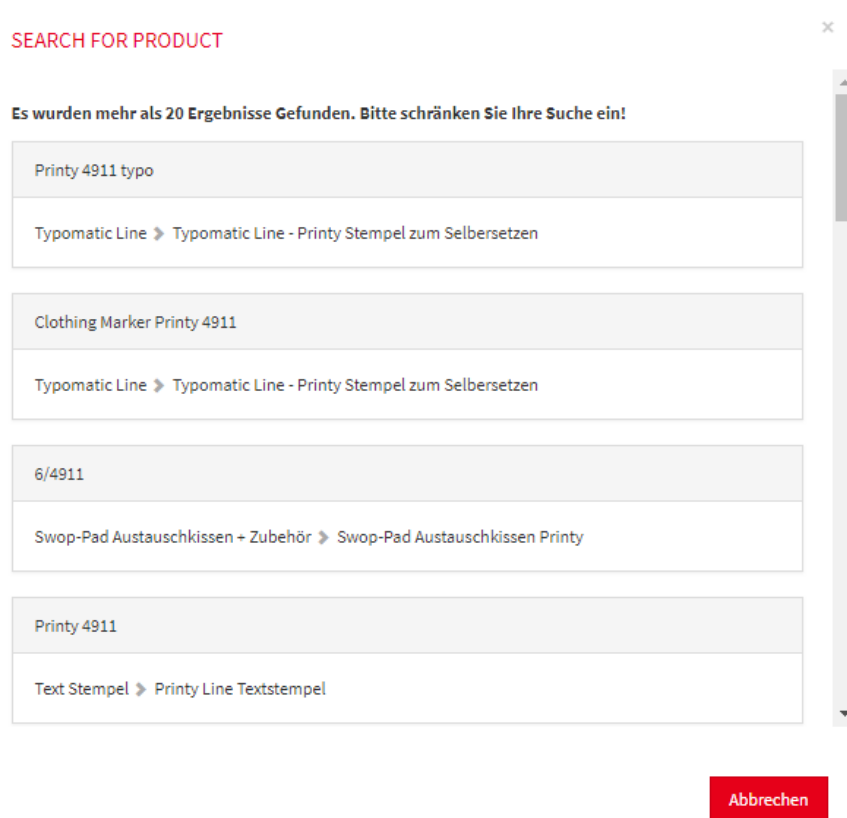 SEARCH FOR PRODUCT
Es wurden mehr als 20 Ergebnisse Gefunden. Bitte schränken Sie Ihre Suche ein!
Printy 4911 typo
Typomatic Line Typomatic Line - Printy Stempel zum Selbersetzen
Clothing Marker Printy 4911
Typomatic Line Typomatic Line - Printy Stempel zum Selbersetzen
6/4911
Swop-Pad Austauschkissen + Zubehör Swop-Pad Austauschkissen Printy
Printy 4911
Text Stempel Printy Line Textstempel
Abbrechen